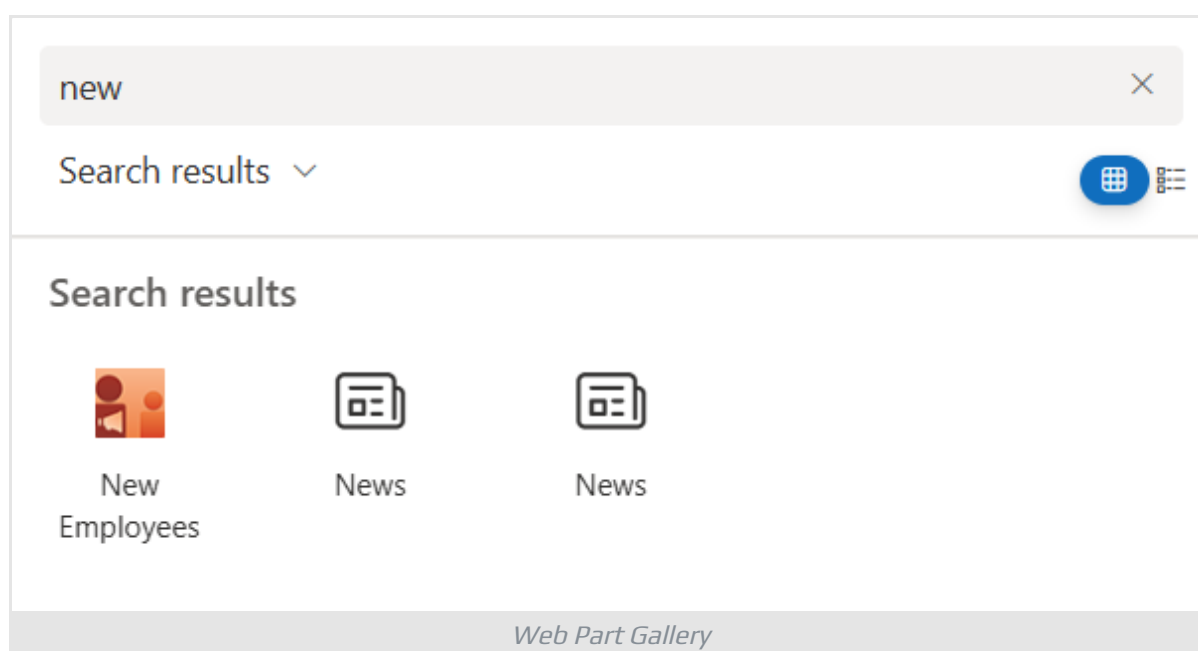 new
Search results
Search results
New
Employees
News
News
Web Part Gallery